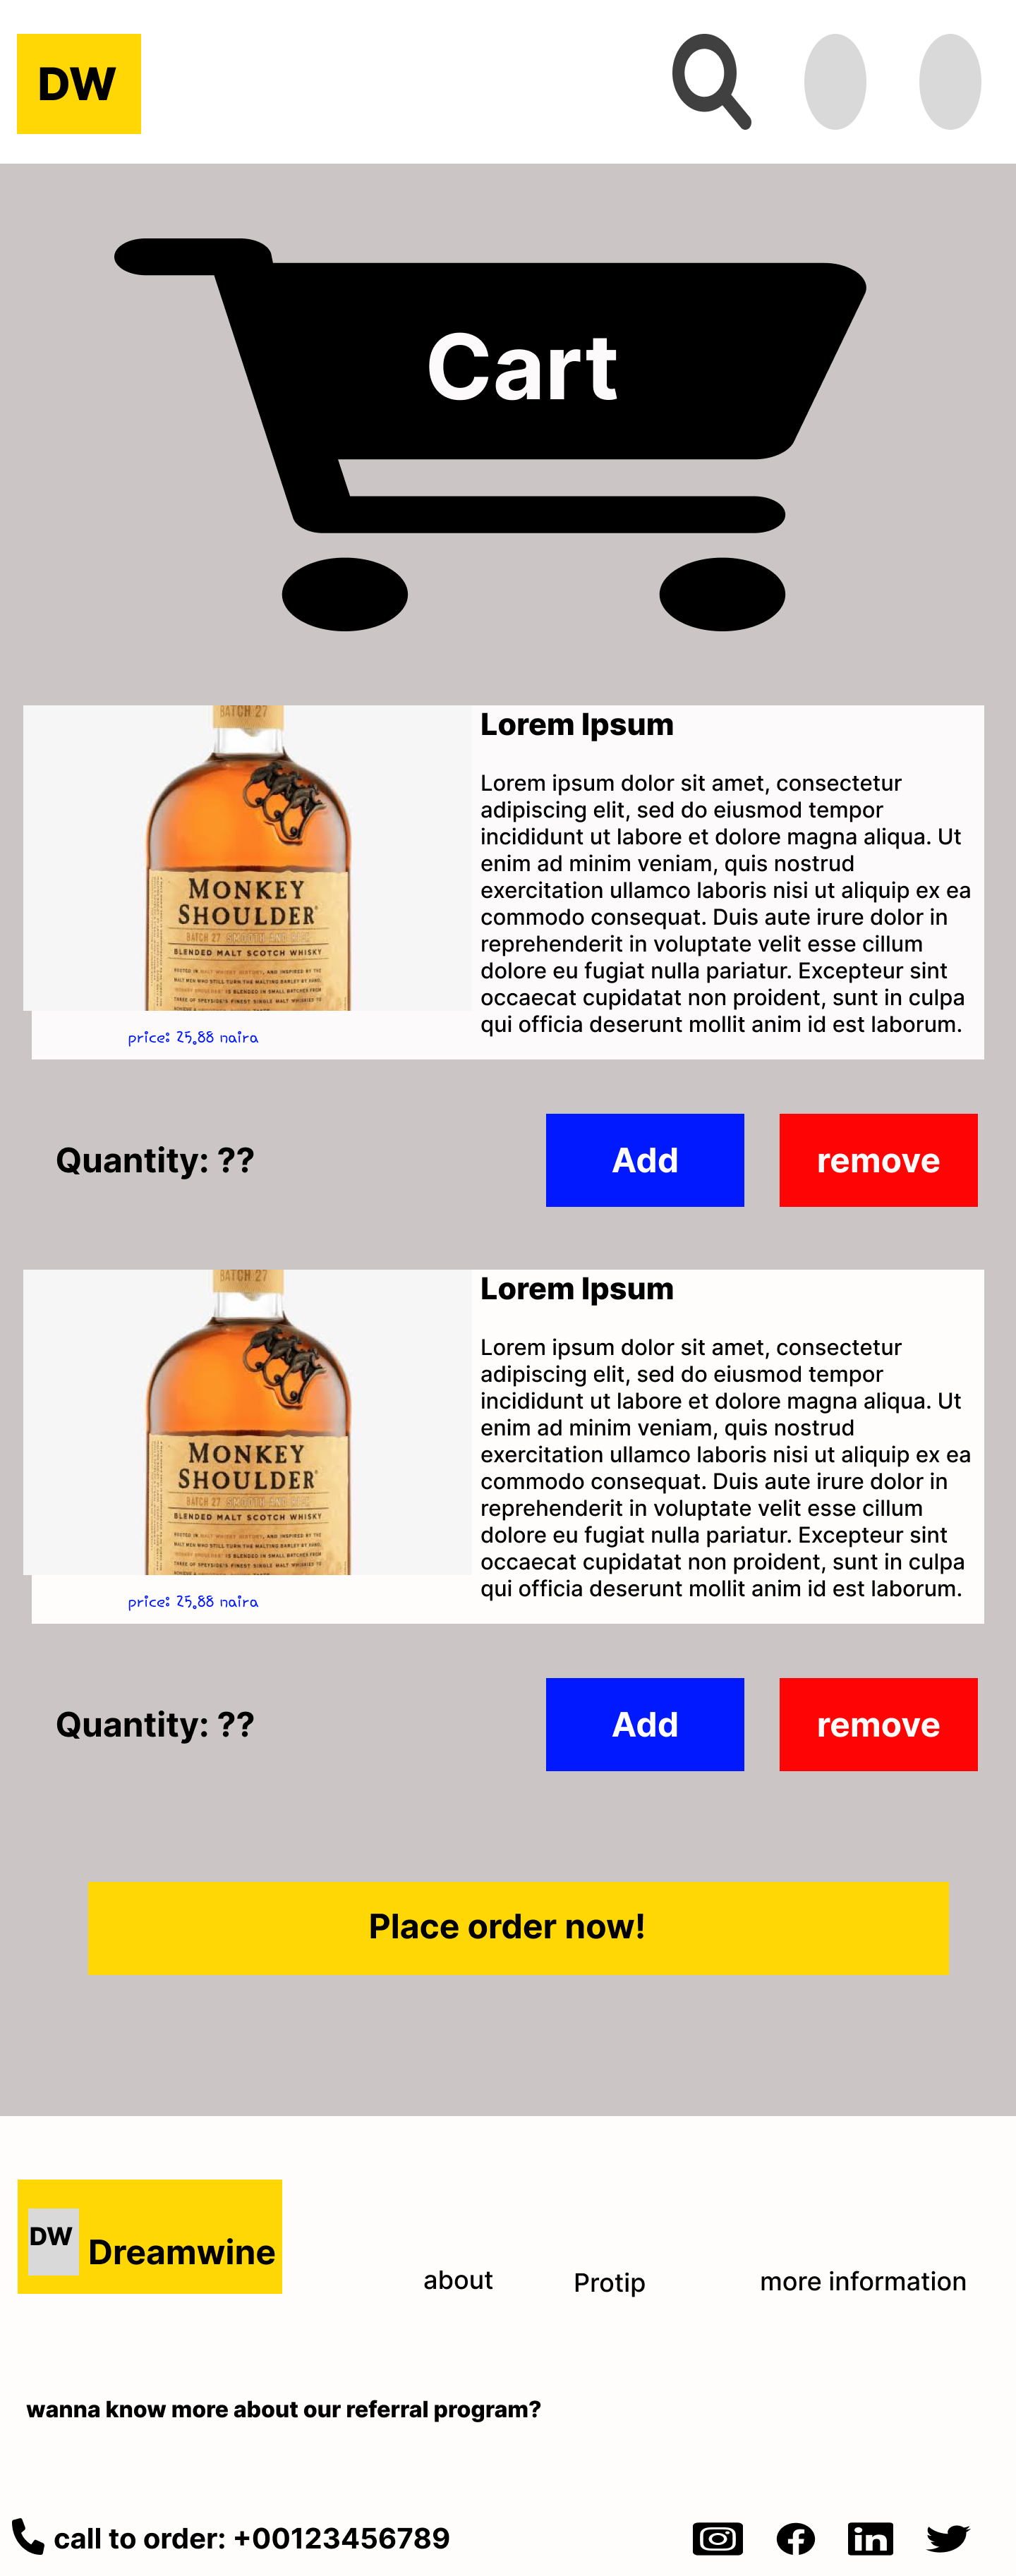 DW
Cart
BATCH 27
Lorem Ipsum
Lorem ipsum dolor sit amet, consectetur
adipiscing elit, sed do eiusmod tempor
incididunt ut labore et dolore magna aliqua. Ut
enim ad minim veniam, quis nostrud
exercitation ullamco laboris nisi ut aliquip ex ea
commodo consequat. Duis aute irure dolor in
reprehenderit in voluptate velit esse cillum
dolore eu fugiat nulla pariatur. Excepteur sint
occaecat cupidatat non proident, sunt in culpa
qui officia deserunt mollit anim id est laborum.
MONKEY
SHOULDER
BATCH 27 SMOOTH AND RICH
BLENDED MALT SCOTCH WHISKY
price: 25,88 naira
Quantity: ??
Add
remove
BATCH 27
Lorem Ipsum
Lorem ipsum dolor sit amet, consectetur
adipiscing elit, sed do eiusmod tempor
incididunt ut labore et dolore magna aliqua. Ut
enim ad minim veniam, quis nostrud
exercitation ullamco laboris nisi ut aliquip ex ea
commodo consequat. Duis aute irure dolor in
reprehenderit in voluptate velit esse cillum
dolore eu fugiat nulla pariatur. Excepteur sint
occaecat cupidatat non proident, sunt in culpa
qui officia deserunt mollit anim id est laborum.
MONKEY
SHOULDER
BATCH 27 SMOOTH AND RICH
BLENDED MALT SCOTCH WHISKY
price: 25,88 naira
Quantity: ??
Add
remove
Place order now!
DW
Dreamwine
about
Protip
more information
wanna know more about our referral program?
call to order: +00123456789